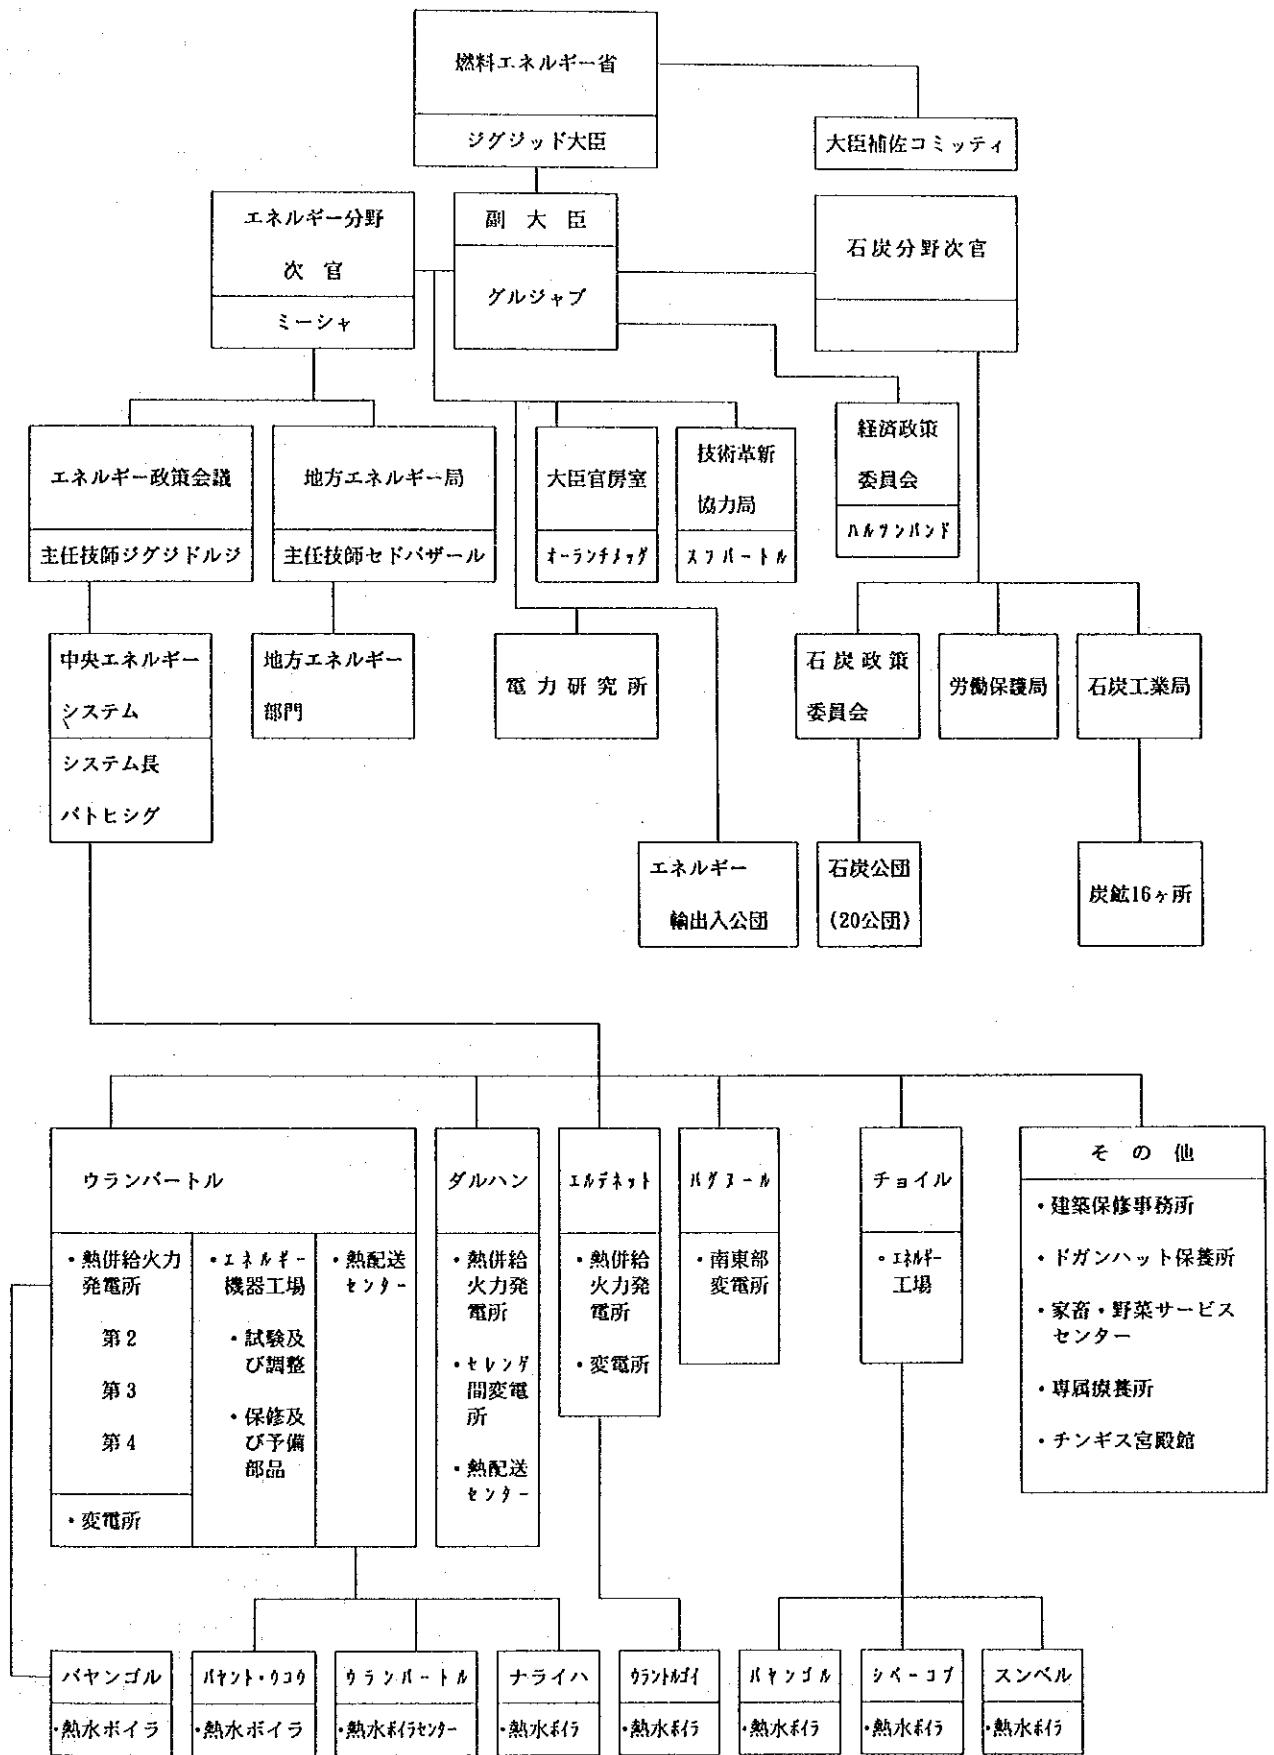 燃料エネルギー省
ジグジッド大臣
大臣補佐コミッティ
エネルギー分野
次 官
ミーシャ
副 大 臣
グルジャブ
石炭分野次官
エネルギー政策会議
主任技師ジグジドルジ
地方エネルギー局
主任技師セドバザール
大臣官房室
オーランチメッグ
技術革新
協力局
スフバートル
経済政策
委員会
ハルツンバンド
中央エネルギー
システム
システム長
バトヒシグ
地方エネルギー
部門
電 力 研 究 所
石 炭 政 策
委員会
労働保護局
石炭工業局
エネルギー
輸出入公団
石炭公団
(20公団)
炭鉱16ヶ所
ウランバートル
・熱併給火力
発電所
第2
第3
第4
・変電所
・エネルギー
機器工場
・試験及
び調整
・保修及
び予備
部品
・熱配送
センター
ダルハン
・熱併給
火力発
電所
・セレンゲ
間変電
所
・熱配送
センター
エルデネット
・熱併給
火力発
電所
・変電所
バグヌール
・南東部
変電所
チョイル
・エネルギー
工場
そ の 他
・建築保修事務所
・ドガンハット保養所
・家畜・野菜サービス
センター
・専属療養所
・チンギス宮殿館
バヤンゴル
・熱水ボイラ
バヤント・ウコウ
・熱水ボイラ
ウランバートル
・熱水ボイラセンター
ナライハ
・熱水ボイラ
ウラントルゴイ
・熱水ボイラ
バヤンゴル
・熱水ボイラ
シベーコブ
・熱水ボイラ
スンベル
・熱水ボイラ